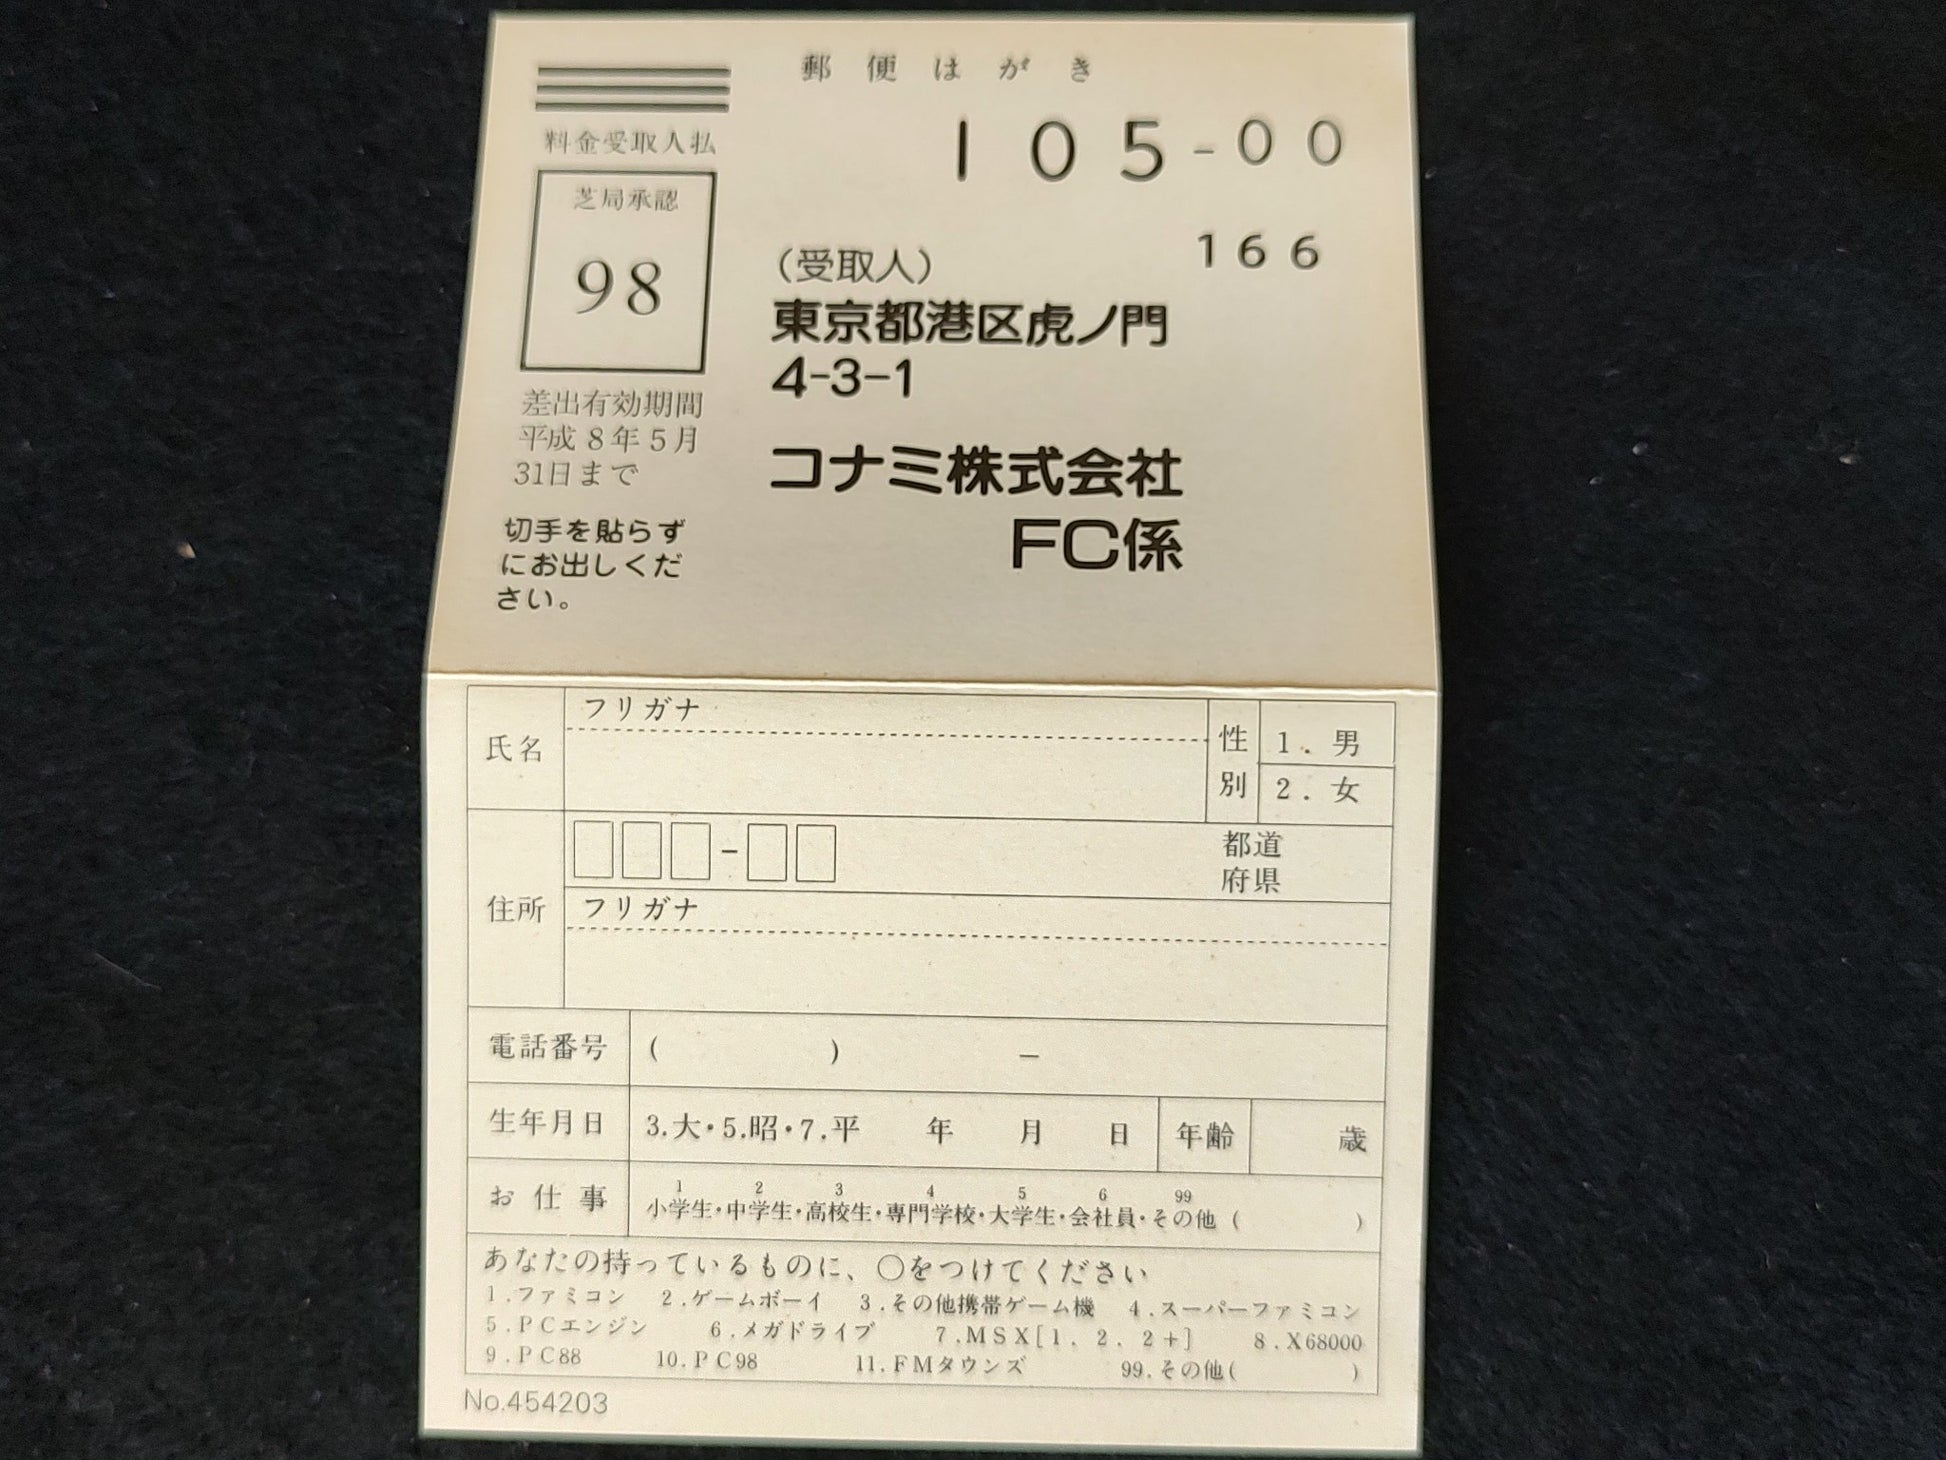 郵便はがき
料金受取人払
芝局承認
98
差出有効期間
平成8年5月
31日まで
切手を貼らず
にお出しくだ
さい。
105-00
166
(受取人)
東京都港区虎ノ門
4-3-1
コナミ株式会社
FC係
氏名
フリガナ
性別
1.男
2.女
住所
-
都道
府県
フリガナ
電話番号 ( ) -
生年月日 3.大・5.昭・7.平 年 月 日 年齢 歳
お仕事
1 2 3 4 5 6 99
小学生・中学生・高校生・専門学校・大学生・会社員・その他( )
あなたの持っているものに、○をつけてください
1.ファミコン 2.ゲームボーイ 3.その他携帯ゲーム機 4.スーパーファミコン
5.PCエンジン 6.メガドライブ 7.MSX[1.2.2+] 8.X68000
9.PC88 10.PC98 11.FMタウンズ 99.その他( )
No.454203